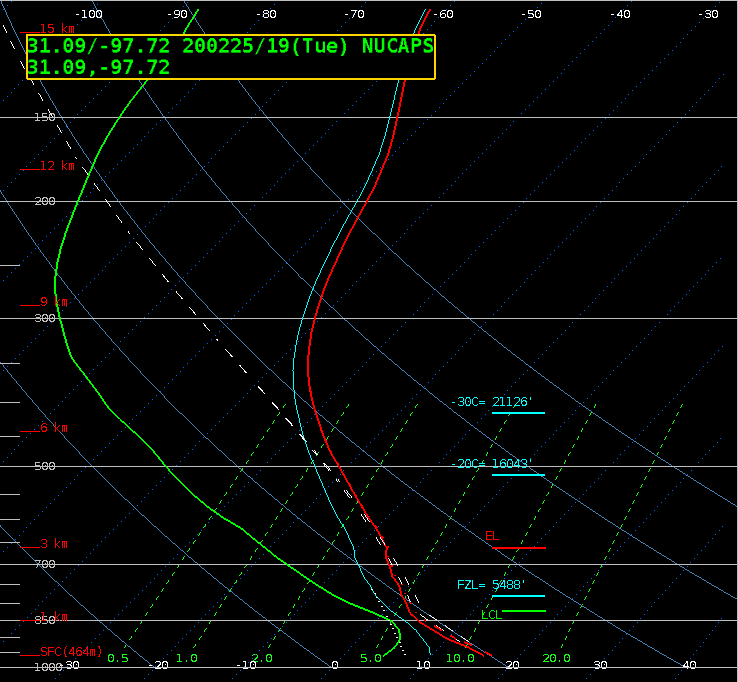 -100 -90 -80 -70 -60 -50 -40 -30
15 km
31.09/-97.72 200225/19(Tue) NUCAPS
31.09,-97.72
150
12 km
200
9 km
300
-30C= 21126'
6 km
500
-20C= 16043'
EL
3 km
700
FZL= 5488'
LCL
850
1 km
SFC(464m) 0.5 1.0 2.0 5.0 10.0 20.0
1000 -30 -20 -10 0 10 20 30 40